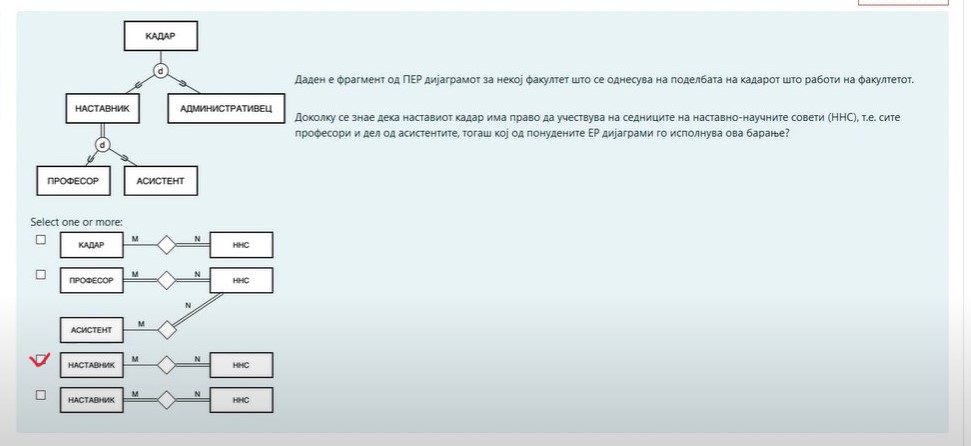 КАДАР
d
НАСТАВНИК
АДМИНИСТРАТИВЕЦ
d
ПРОФЕСОР
АСИСТЕНТ
Даден е фрагмент од ПЕР дијаграмот за некој факултет што се однесува на поделбата на кадарот што работи на факултетот.
Доколку се знае дека наставиот кадар има право да учествува на седниците на наставно-научните совети (ННС), т.е. сите
професори и дел од асистентите, тогаш кој од понудените ЕР дијаграми го исполнува ова барање?
Select one or more:
КАДАР M N ННС
ПРОФЕСОР M N ННС
N
АСИСТЕНТ M
НАСТАВНИК M N ННС
НАСТАВНИК M N ННС